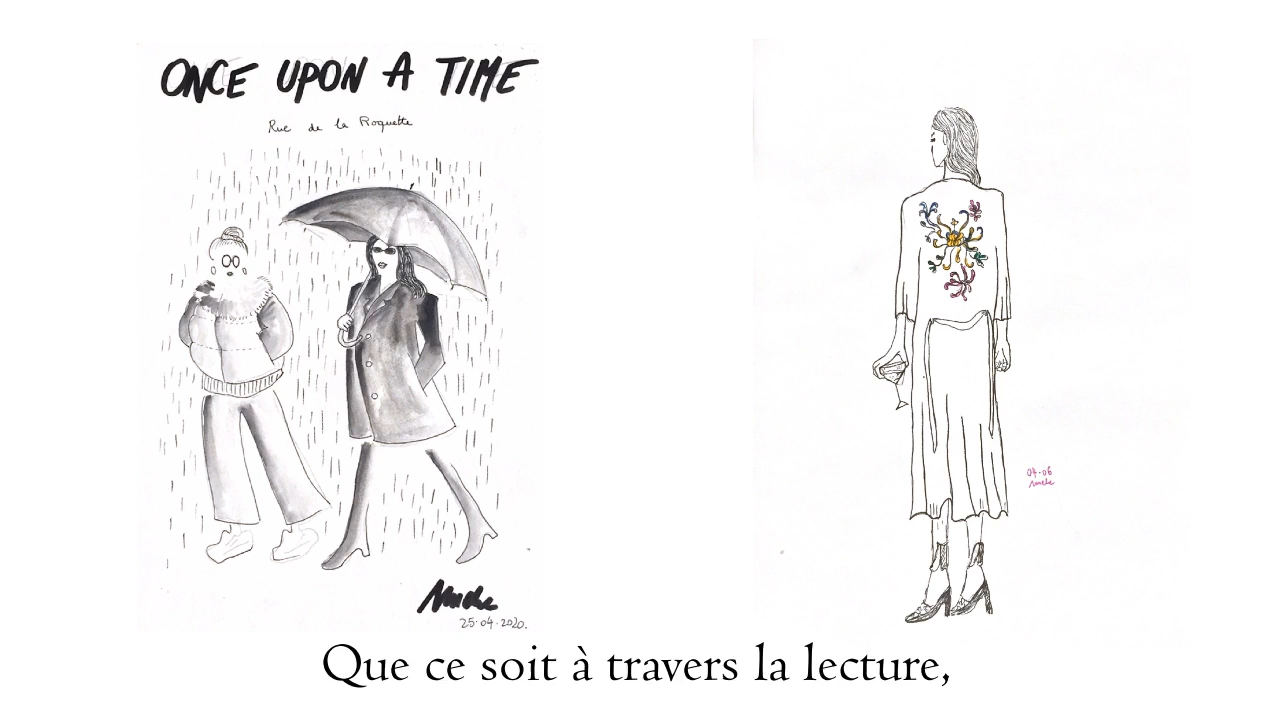 ONCE UPON A TIME
Rue de la Roquette
25.04.2020.
04.06
Que ce soit à travers la lecture,